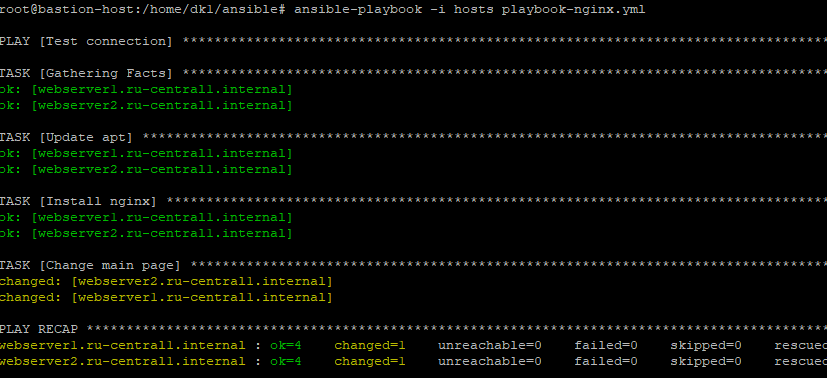 root@bastion-host:/home/dkl/ansible# ansible-playbook -i hosts playbook-nginx.yml
PLAY [Test connection] *********************************************************************************
TASK [Gathering Facts] *********************************************************************************
ok: [webserver1.ru-central1.internal]
ok: [webserver2.ru-central1.internal]
TASK [Update apt] **************************************************************************************
ok: [webserver1.ru-central1.internal]
ok: [webserver2.ru-central1.internal]
TASK [Install nginx] ***********************************************************************************
ok: [webserver1.ru-central1.internal]
ok: [webserver2.ru-central1.internal]
TASK [Change main page] ********************************************************************************
changed: [webserver2.ru-central1.internal]
changed: [webserver1.ru-central1.internal]
PLAY RECAP *********************************************************************************************
webserver1.ru-central1.internal : ok=4    changed=1    unreachable=0    failed=0    skipped=0    rescued
webserver2.ru-central1.internal : ok=4    changed=1    unreachable=0    failed=0    skipped=0    rescued